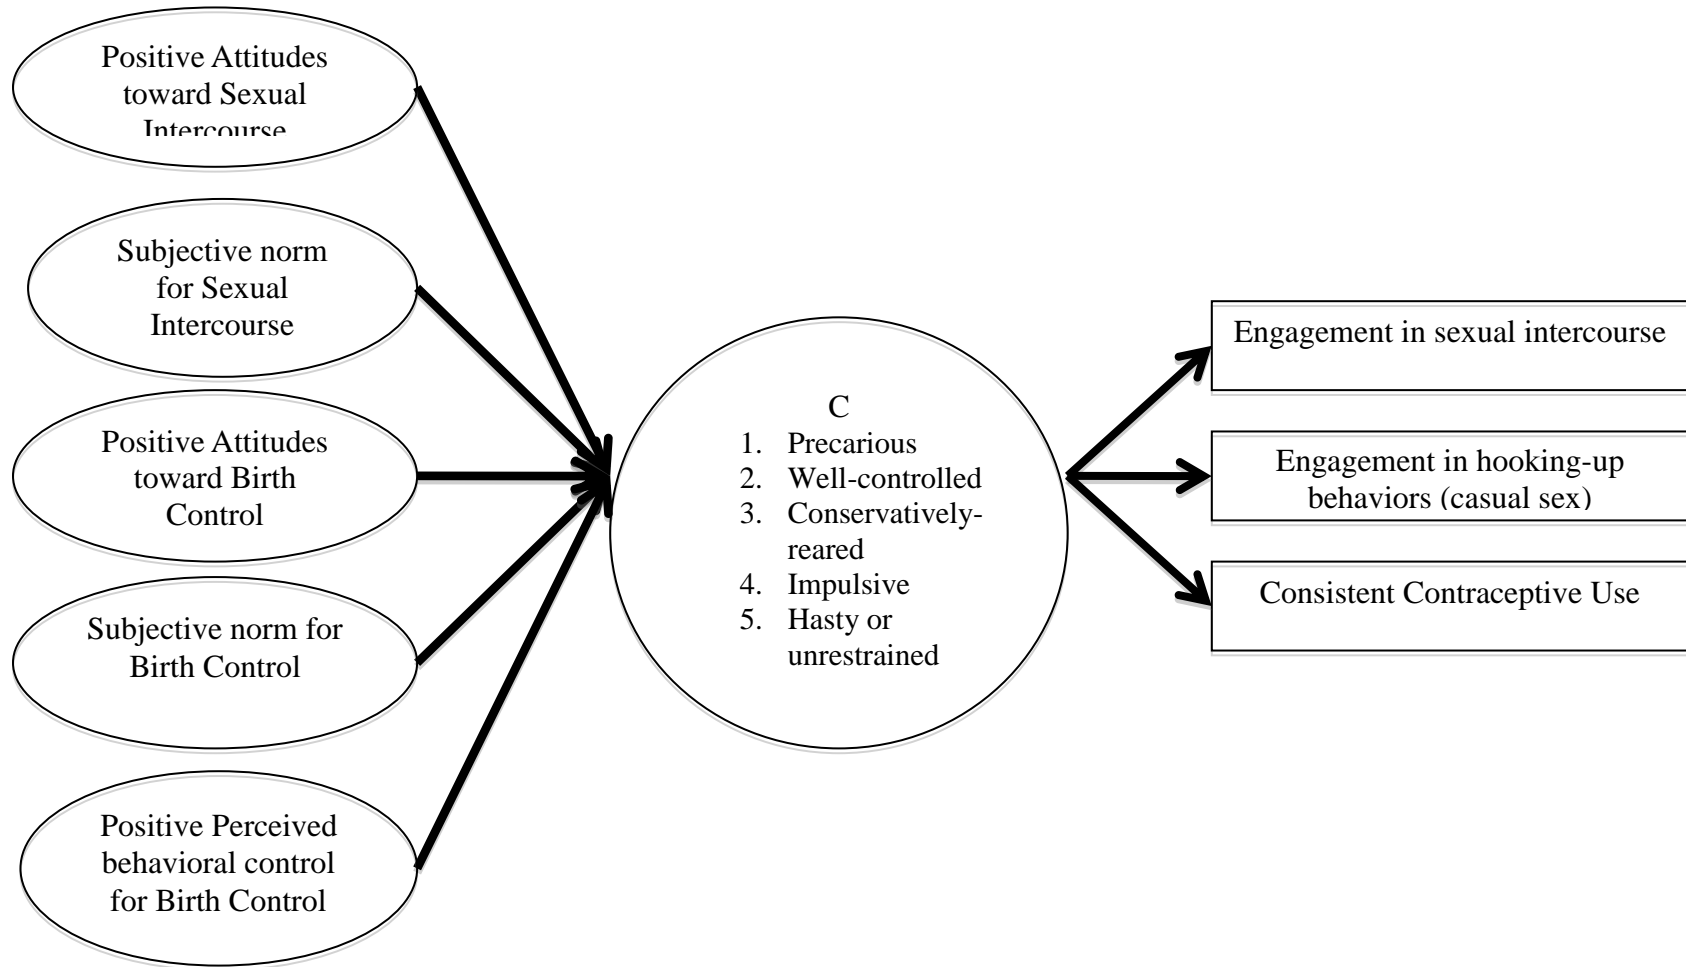 Positive Attitudes
toward Sexual
Intercourse
Subjective norm
for Sexual
Intercourse
Positive Attitudes
toward Birth
Control
Subjective norm for
Birth Control
Positive Perceived
behavioral control
for Birth Control
C
1. Precarious
2. Well-controlled
3. Conservatively-
reared
4. Impulsive
5. Hasty or
unrestrained
Engagement in sexual intercourse
Engagement in hooking-up
behaviors (casual sex)
Consistent Contraceptive Use